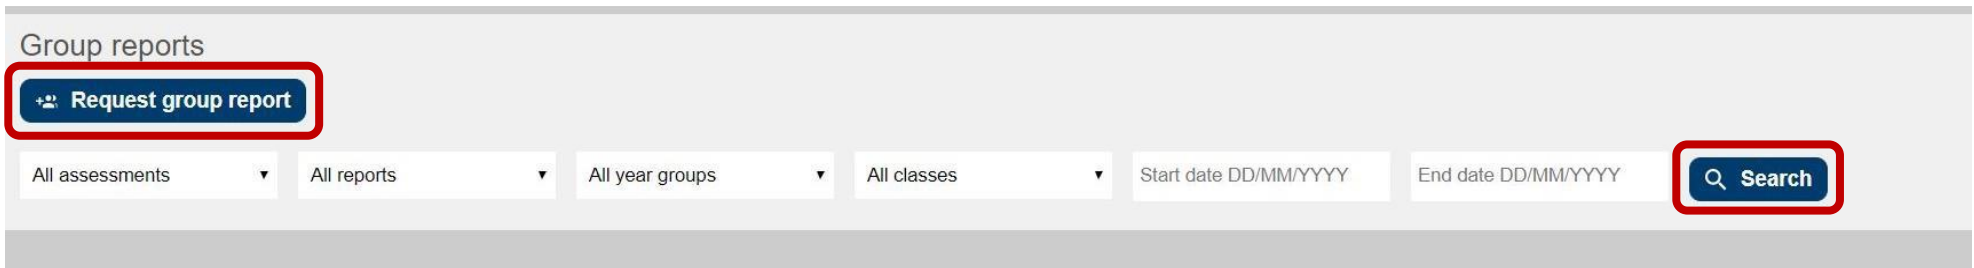 Group reports
Request group report
All assessments All reports All year groups All classes Start date DD/MM/YYYY End date DD/MM/YYYY Search